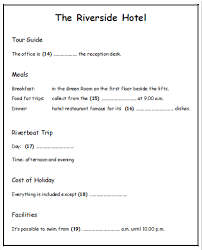 The Riverside Hotel
Tour Guide
The office is (14) .................... the reception desk.
Meals
Breakfast: in the Green Room on the first floor beside the lifts.
Food for trips: collect from the (15) .................... at 9.00 a.m.
Dinner: hotel restaurant famous for its (16) .................... dishes.
Riverboat Trip
Day: (17) ....................
Time: afternoon and evening
Cost of Holiday
Everything is included except (18) ....................
Facilities
It's possible to swim from (19) .................... a.m. until 10.00 p.m.